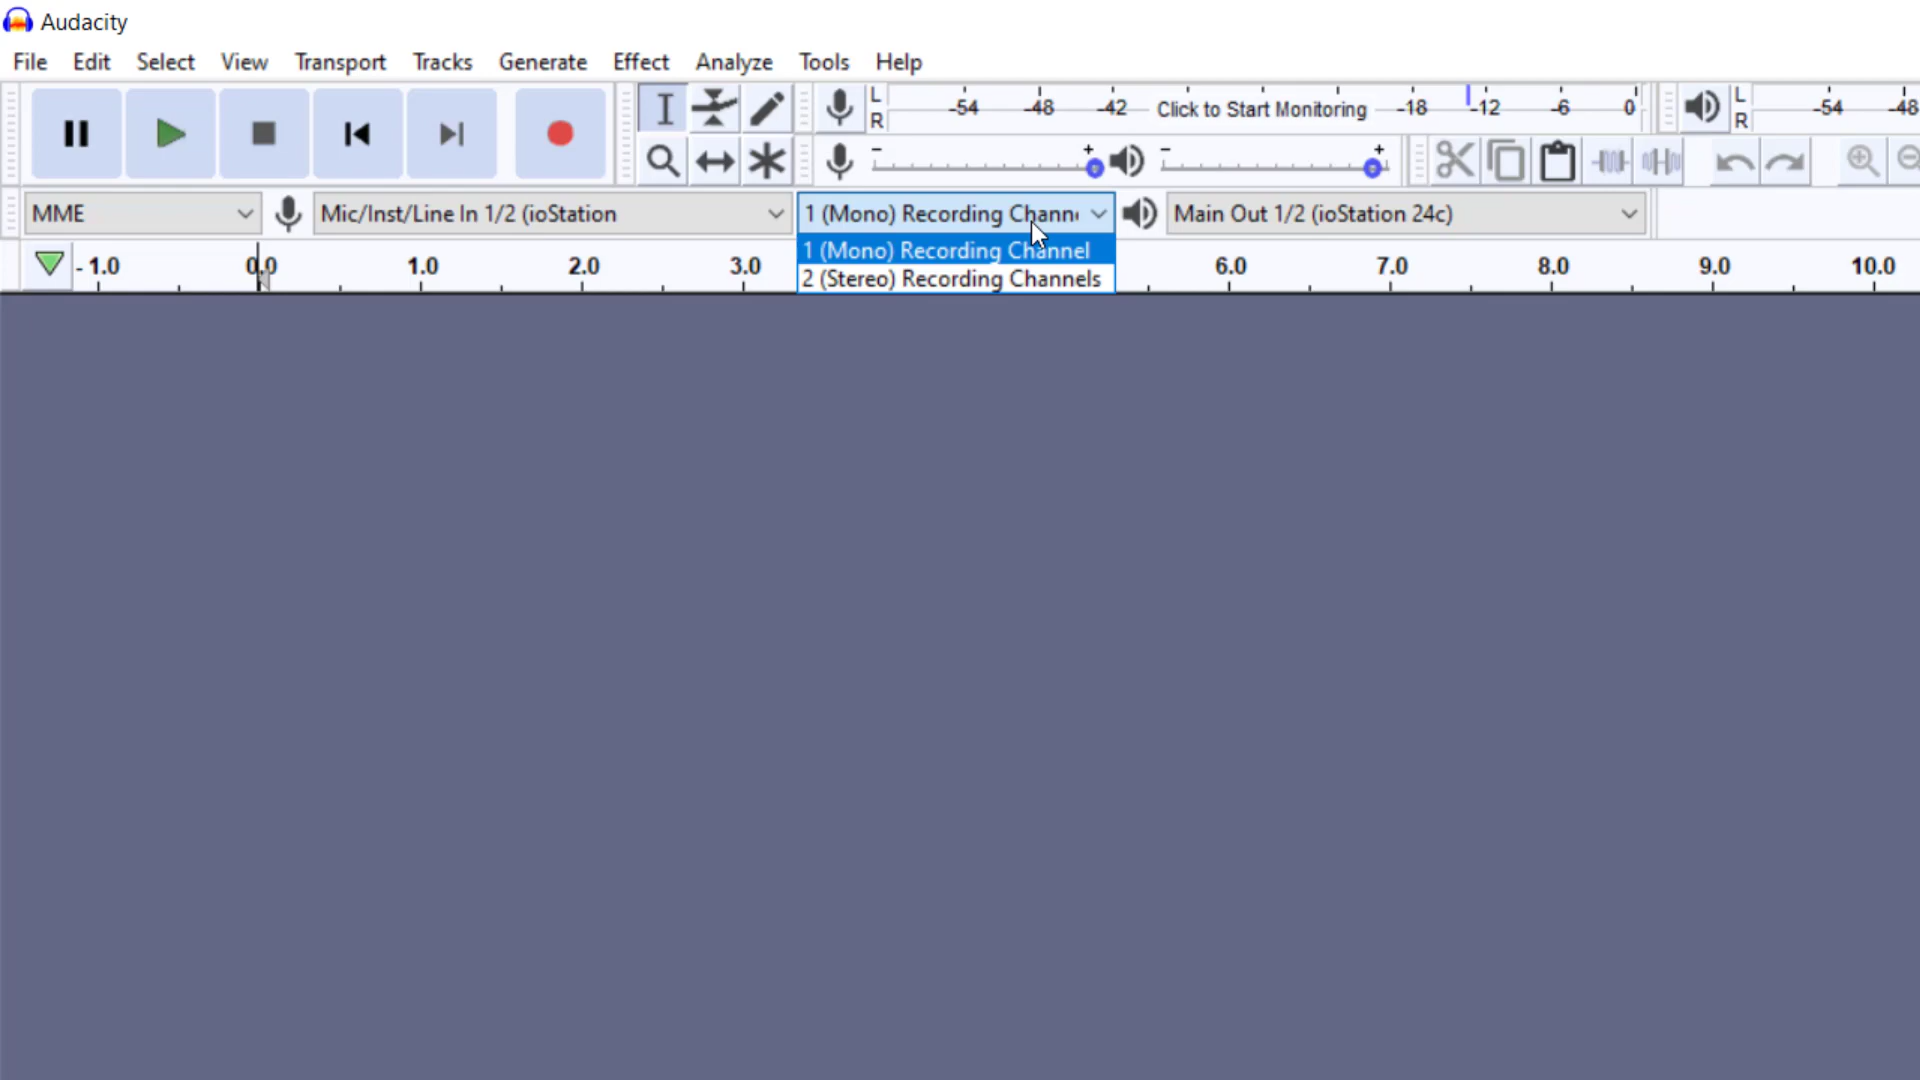 Audacity
File Edit Select View Transport Tracks Generate Effect Analyze Tools Help
L R -54 -48 -42 Click to Start Monitoring -18 -12 -6 0 L R -54 -48
- + - +
MME Mic/Inst/Line In 1/2 (ioStation 1 (Mono) Recording Chann Main Out 1/2 (ioStation 24c)
1 (Mono) Recording Channel
2 (Stereo) Recording Channels
-1.0 0.0 1.0 2.0 3.0 6.0 7.0 8.0 9.0 10.0